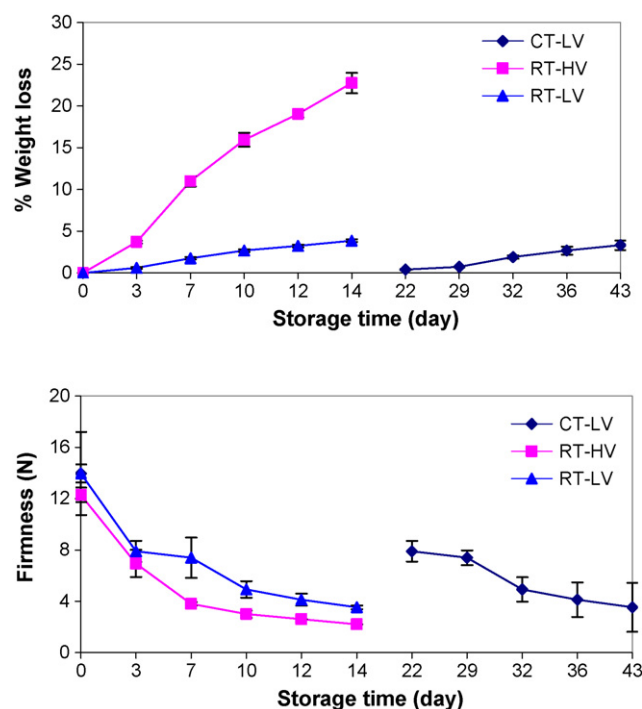 30
25
20
15
10
5
0
% Weight loss
CT-LV
RT-HV
RT-LV
0 3 7 10 12 14 22 29 32 36 43
Storage time (day)
20
16
12
8
4
0
Firmness (N)
CT-LV
RT-HV
RT-LV
0 3 7 10 12 14 22 29 32 36 43
Storage time (day)